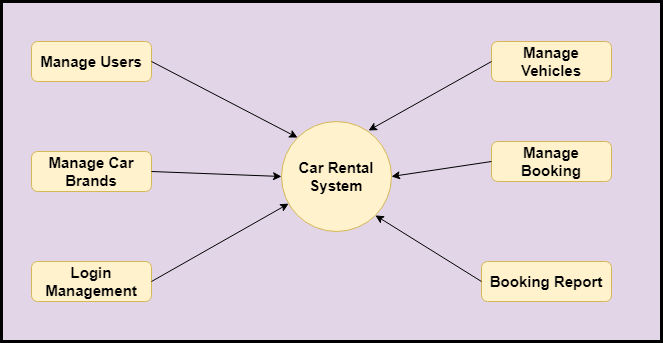 Manage Users
Manage
Vehicles
Manage Car
Brands
Car Rental
System
Manage
Booking
Login
Management
Booking Report